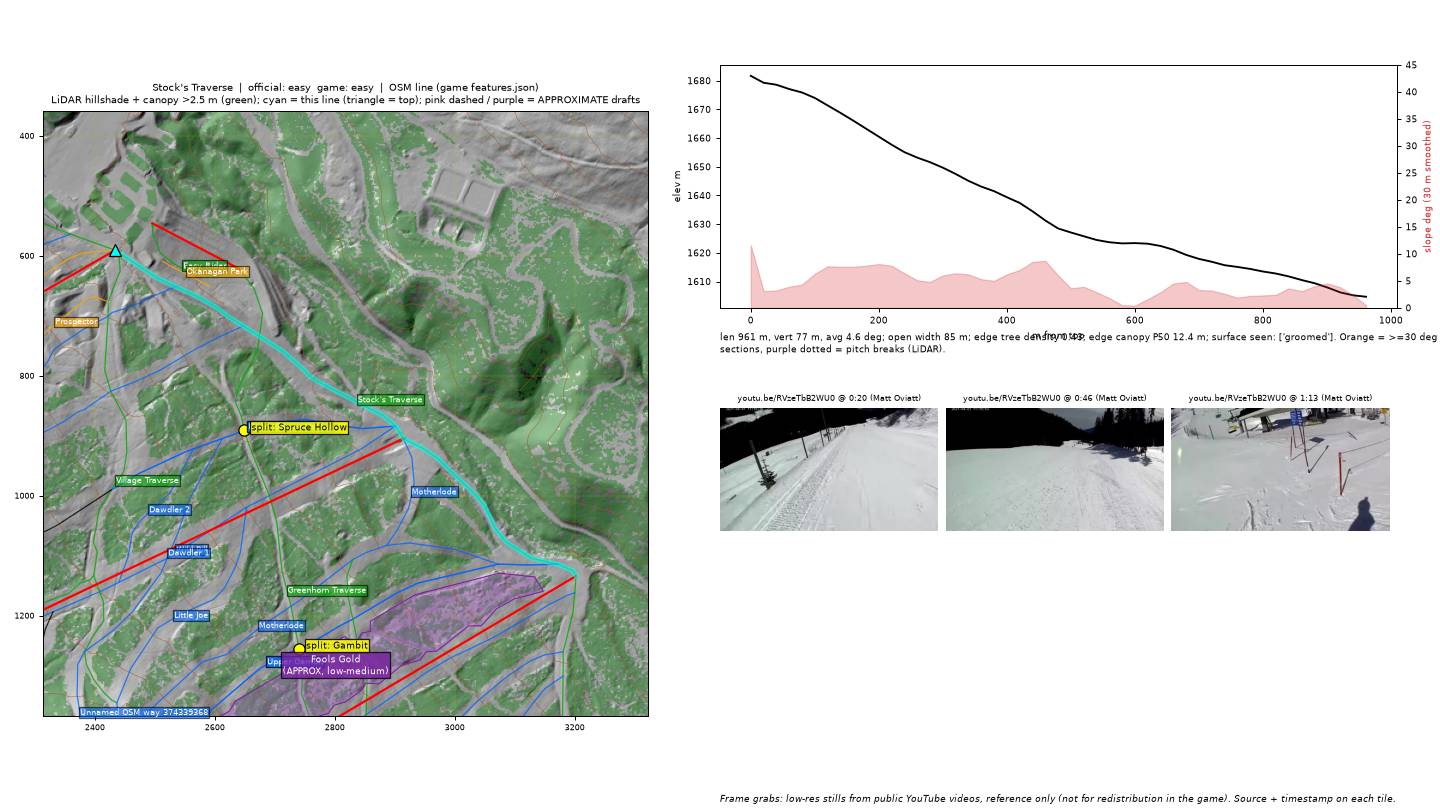 Stock's Traverse | official: easy game: easy | OSM line (game features.json)
LiDAR hillshade + canopy >2.5 m (green); cyan = this line (triangle = top); pink dashed / purple = APPROXIMATE drafts
400
600
800
1000
1200
2400
2600
2800
3000
3200
Easy Rider
Okanagan Park
Prospector
Stock's Traverse
split: Spruce Hollow
Village Traverse
Motherlode
Dawdler 2
Dawdler 1
Greenhorn Traverse
Little Joe
Motherlode
split: Gambit
Fools Gold
(APPROX, low-medium)
Unnamed OSM way 374339368
elev m
1680
1670
1660
1650
1640
1630
1620
1610
45
40
35
30
25
20
15
10
5
0
slope deg (30 m smoothed)
0
200
400
600
800
1000
m from top
len 961 m, vert 77 m, avg 4.6 deg; open width 85 m; edge tree density 0.43; edge canopy P50 12.4 m; surface seen: ['groomed']. Orange = >=30 deg
sections, purple dotted = pitch breaks (LiDAR).
youtu.be/RVzeTbB2WU0 @ 0:20 (Matt Oviatt)
youtu.be/RVzeTbB2WU0 @ 0:46 (Matt Oviatt)
youtu.be/RVzeTbB2WU0 @ 1:13 (Matt Oviatt)
Frame grabs: low-res stills from public YouTube videos, reference only (not for redistribution in the game). Source + timestamp on each tile.